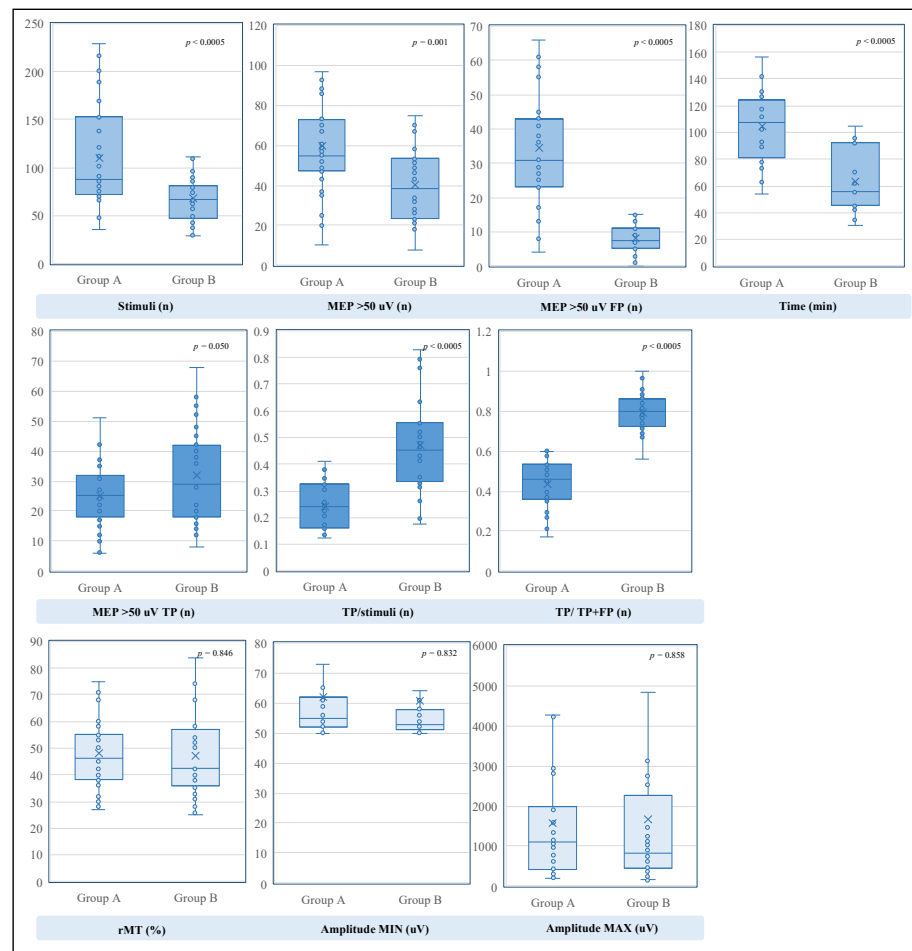 250
200
150
100
50
0
p < 0.0005
Group A
Group B
Stimuli (n)
120
100
80
60
40
20
0
p = 0.001
Group A
Group B
MEP >50 uV (n)
70
60
50
40
30
20
10
0
p < 0.0005
Group A
Group B
MEP >50 uV FP (n)
180
160
140
120
100
80
60
40
20
0
p < 0.0005
Group A
Group B
Time (min)
80
70
60
50
40
30
20
10
0
p = 0.050
Group A
Group B
MEP >50 uV TP (n)
0.9
0.8
0.7
0.6
0.5
0.4
0.3
0.2
0.1
0
p < 0.0005
Group A
Group B
TP/stimuli (n)
1.2
1
0.8
0.6
0.4
0.2
0
p < 0.0005
Group A
Group B
TP/ TP+FP (n)
90
80
70
60
50
40
30
20
10
0
p = 0.846
Group A
Group B
rMT (%)
80
70
60
50
40
30
20
10
0
p = 0.832
Group A
Group B
Amplitude MIN (uV)
6000
5000
4000
3000
2000
1000
0
p = 0.858
Group A
Group B
Amplitude MAX (uV)